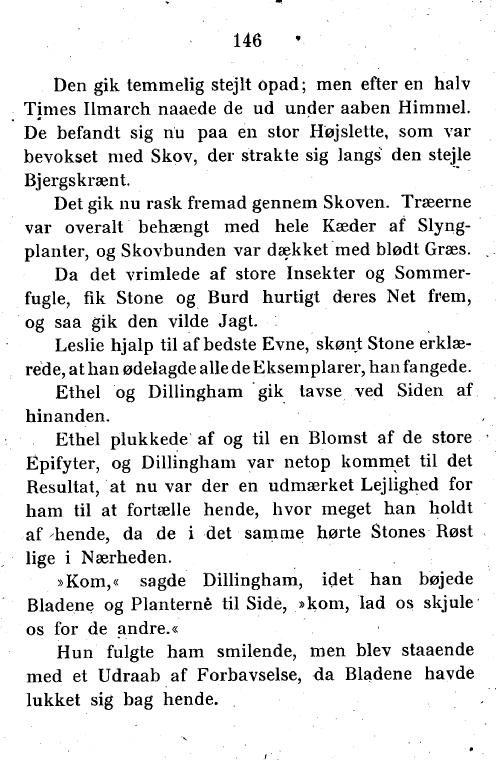 146
Den gik temmelig stejlt opad; men efter en halv
Times Ilmarch naaede de ud under aaben Himmel.
De befandt sig nu paa en stor Højslette, som var
bevokset med Skov, der strakte sig langs den stejle
Bjergskrænt.
Det gik nu rask fremad gennem Skoven. Træerne
var overalt behængt med hele Kæder af Slyng-
planter, og Skovbunden var dækket med blødt Græs.
Da det vrimlede af store Insekter og Sommer-
fugle, fik Stone og Burd hurtigt deres Net frem,
og saa gik den vilde Jagt.
Leslie hjalp til af bedste Evne, skønt Stone erklæ-
rede, at han ødelagde alle de Eksemplarer, han fangede.
Ethel og Dillingham gik tavse ved Siden af
hinanden.
Ethel plukkede af og til en Blomst af de store
Epifyter, og Dillingham var netop kommet til det
Resultat, at nu var der en udmærket Lejlighed for
ham til at fortælle hende, hvor meget han holdt
af hende, da de i det samme hørte Stones Røst
lige i Nærheden.
»Kom,« sagde Dillingham, idet han bøjede
Bladene og Planterne til Side, »kom, lad os skjule
os for de andre.«
Hun fulgte ham smilende, men blev staaende
med et Udraab af Forbavselse, da Bladene havde
lukket sig bag hende.